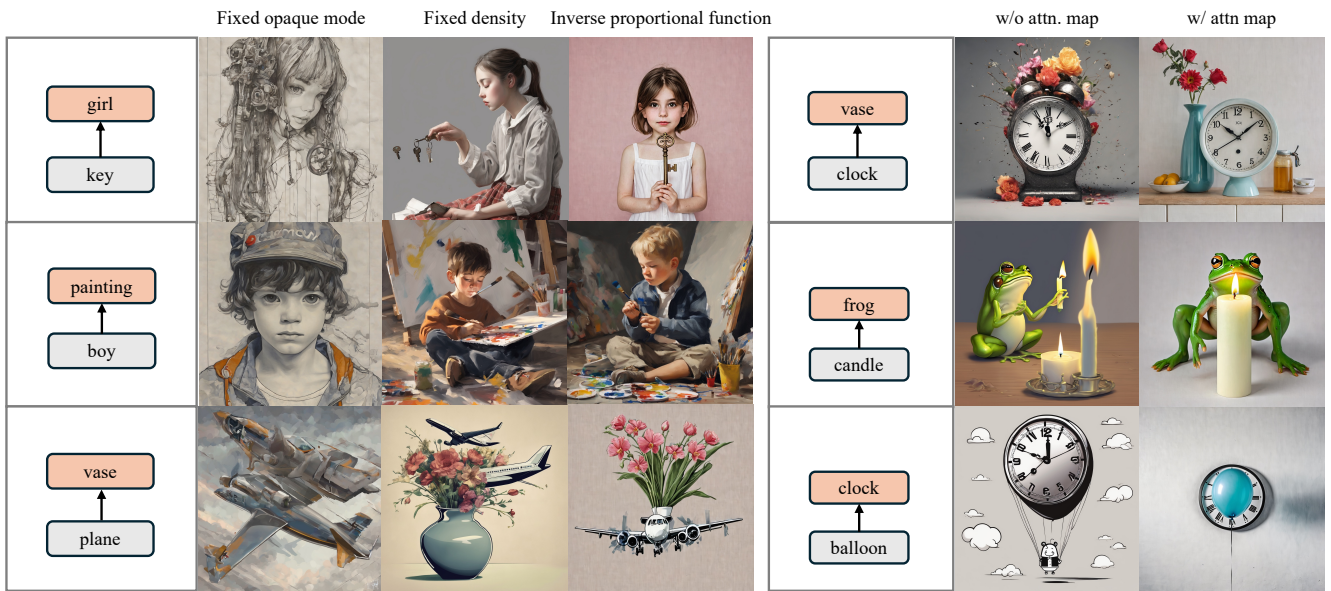 Fixed opaque mode Fixed density Inverse proportional function w/o attn. map w/ attn map
girl
key
vase
clock
painting
boy
frog
candle
vase
plane
clock
balloon